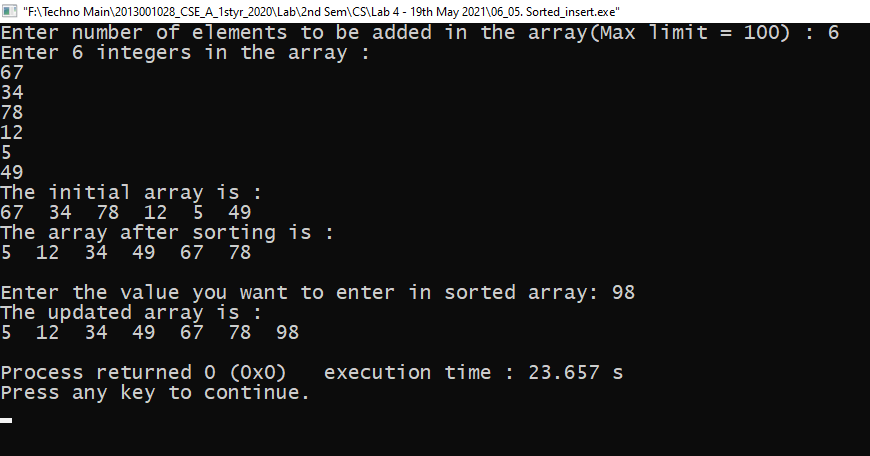 "F:\Techno Main\2013001028_CSE_A_1styr_2020\Lab\2nd Sem\CS\Lab 4 - 19th May 2021\06_05. Sorted_insert.exe"
Enter number of elements to be added in the array(Max limit = 100) : 6
Enter 6 integers in the array :
67
34
78
12
5
49
The initial array is :
67  34  78  12  5  49
The array after sorting is :
5  12  34  49  67  78
Enter the value you want to enter in sorted array: 98
The updated array is :
5  12  34  49  67  78  98
Process returned 0 (0x0)   execution time : 23.657 s
Press any key to continue.